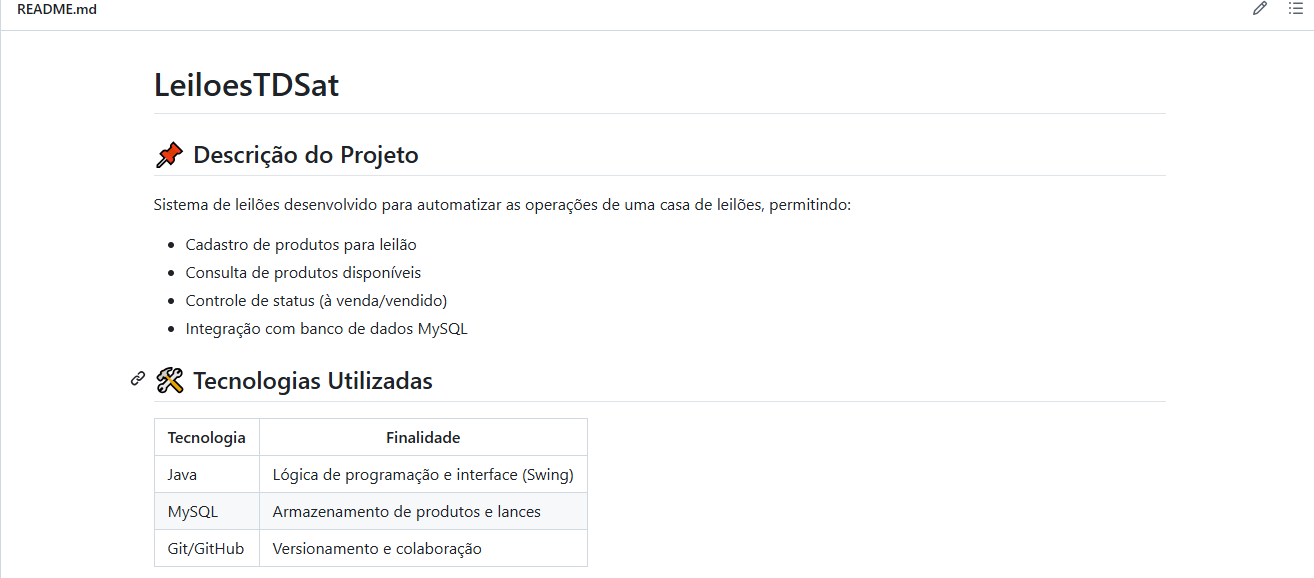 README.md
LeiloesTDSat
Descrição do Projeto
Sistema de leilões desenvolvido para automatizar as operações de uma casa de leilões, permitindo:
Cadastro de produtos para leilão
Consulta de produtos disponíveis
Controle de status (à venda/vendido)
Integração com banco de dados MySQL
Tecnologias Utilizadas
Tecnologia Finalidade
Java Lógica de programação e interface (Swing)
MySQL Armazenamento de produtos e lances
Git/GitHub Versionamento e colaboração